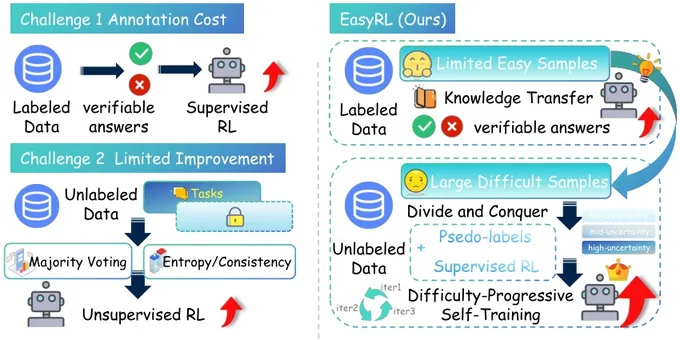 Challenge 1 Annotation Cost
Labeled Data
verifiable answers
Supervised RL
Challenge 2 Limited Improvement
Unlabeled Data
Tasks
Majority Voting
Entropy/Consistency
Unsupervised RL
EasyRL (Ours)
Limited Easy Samples
Labeled Data
Knowledge Transfer
verifiable answers
Large Difficult Samples
Unlabeled Data
Divide and Conquer
low-uncertainty
mid-uncertainty
high-uncertainty
+
Psedo-labels
Supervised RL
iter1
iter2
iter3
Difficulty-Progressive
Self-Training